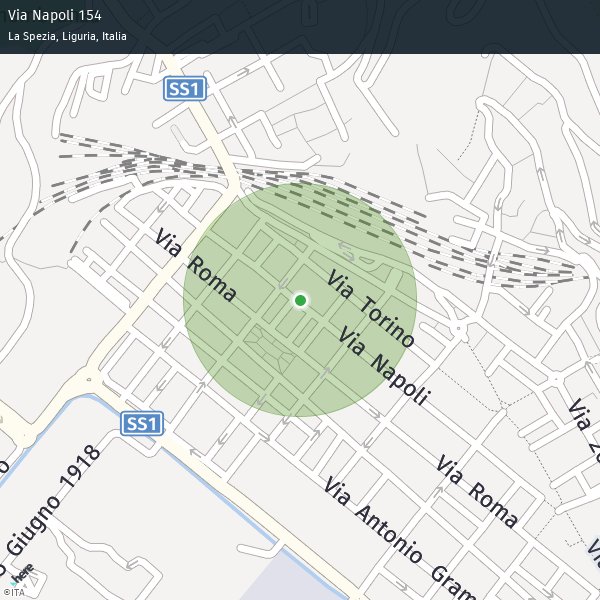 Via Napoli 154
La Spezia, Liguria, Italia
SS1
Via Roma
Via Torino
Via Napoli
SS1
Giugno 1918
Via Roma
Via Antonio Gram
here
©ITA